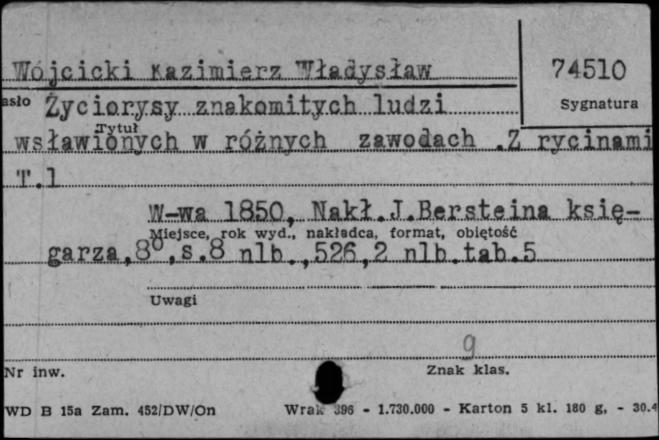 Wójcicki Kazimierz Władysław
74510
asło Życiorysy znakomitych ludzi
Sygnatura
Tytuł
wsławionych w różnych zawodach .Z rycinami
T.1
W-wa 1850, Nakł.J.Bersteina księ-
Miejsce, rok wyd., nakładca, format, obiętość
garza,8°,s.8 nlb.,526,2 nlb.tab.5
Uwagi
g
Nr inw.
Znak klas.
WD B 15a Zam. 452/DW/On Wrak 396 - 1.730.000 - Karton 5 kl. 180 g, - 30.4